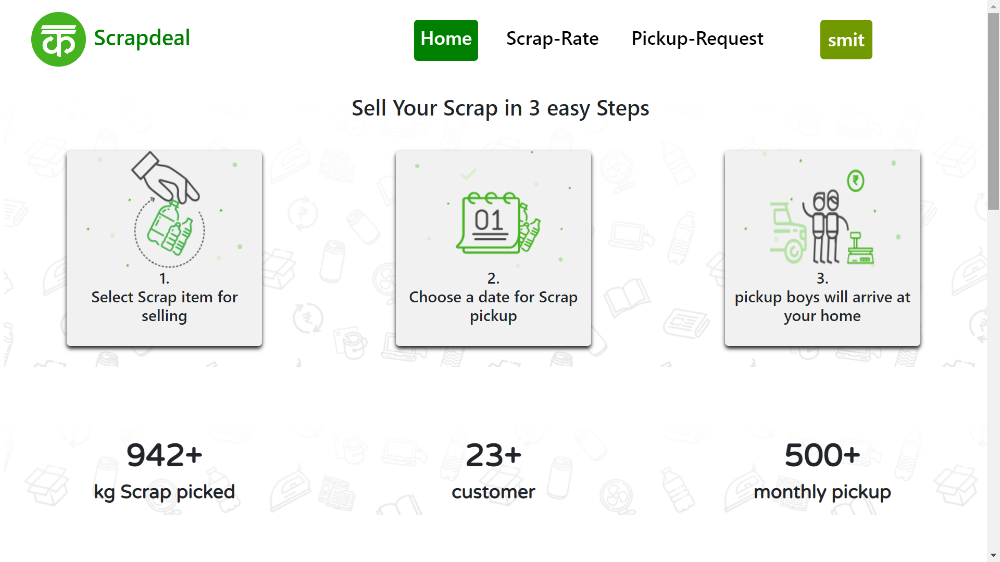 क Scrapdeal
Home
Scrap-Rate
Pickup-Request
smit
Sell Your Scrap in 3 easy Steps
1.
Select Scrap item for
selling
01
2.
Choose a date for Scrap
pickup
₹
3.
pickup boys will arrive at
your home
942+
kg Scrap picked
23+
customer
500+
monthly pickup